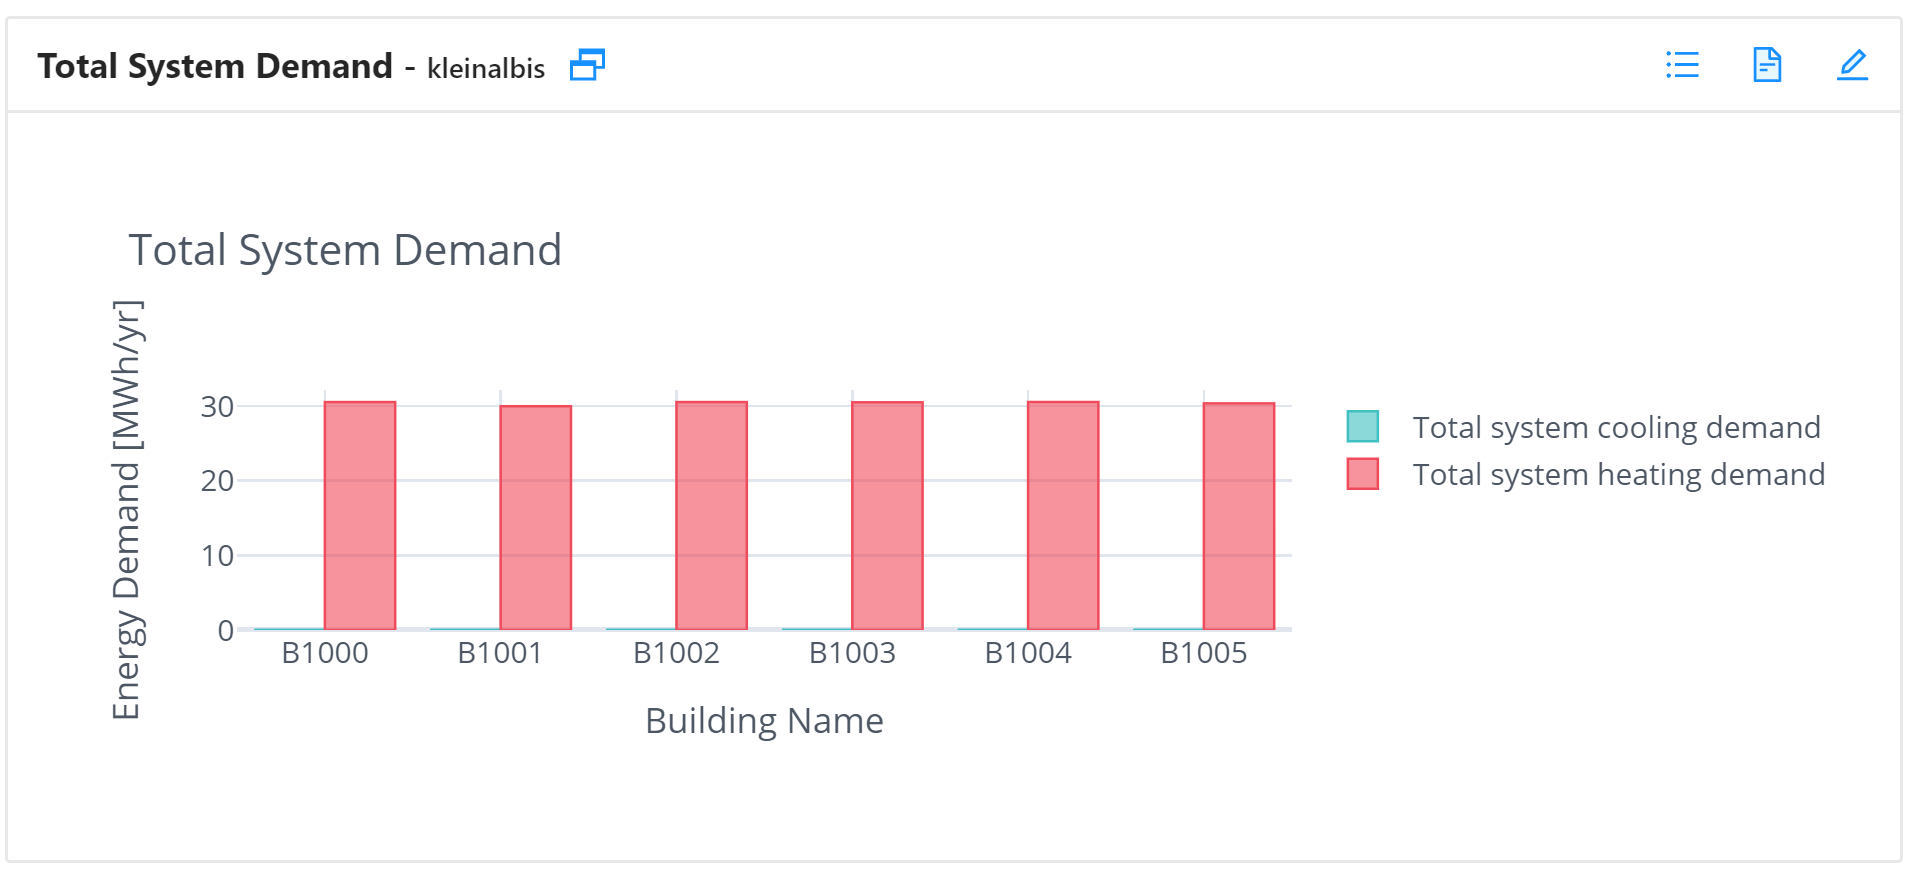 Total System Demand - kleinalbis
Total System Demand
Energy Demand [MWh/yr]
30
20
10
0
B1000 B1001 B1002 B1003 B1004 B1005
Building Name
Total system cooling demand
Total system heating demand